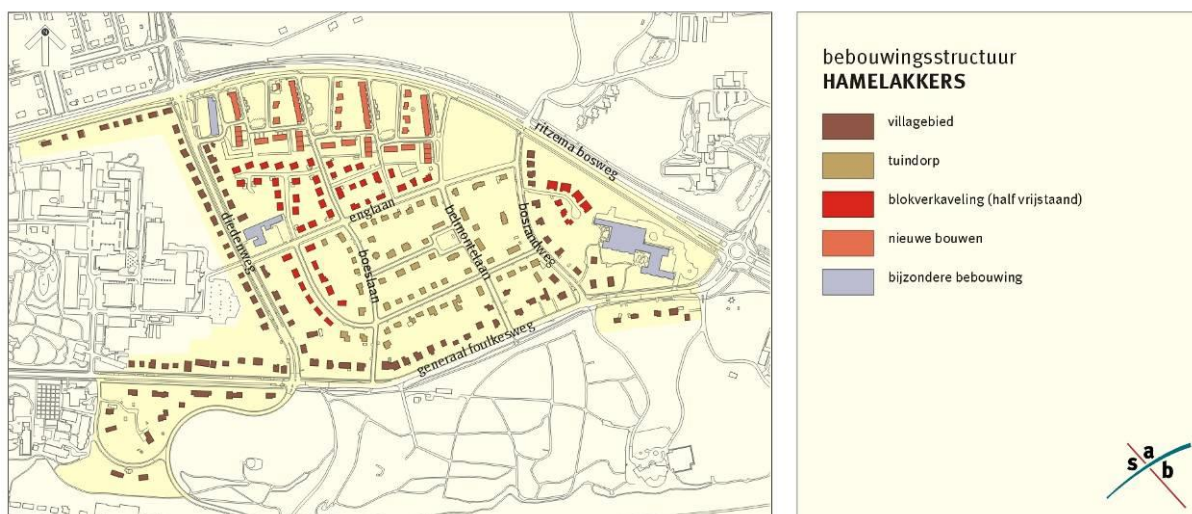 ritzema bosweg
englaan
diedenweg
boeslaan
belmontelaan
bosrandweg
generaal foulkesweg
bebouwingsstructuur
HAMELAKKERS
villagebied
tuindorp
blokverkaveling (half vrijstaand)
nieuwe bouwen
bijzondere bebouwing
s a b